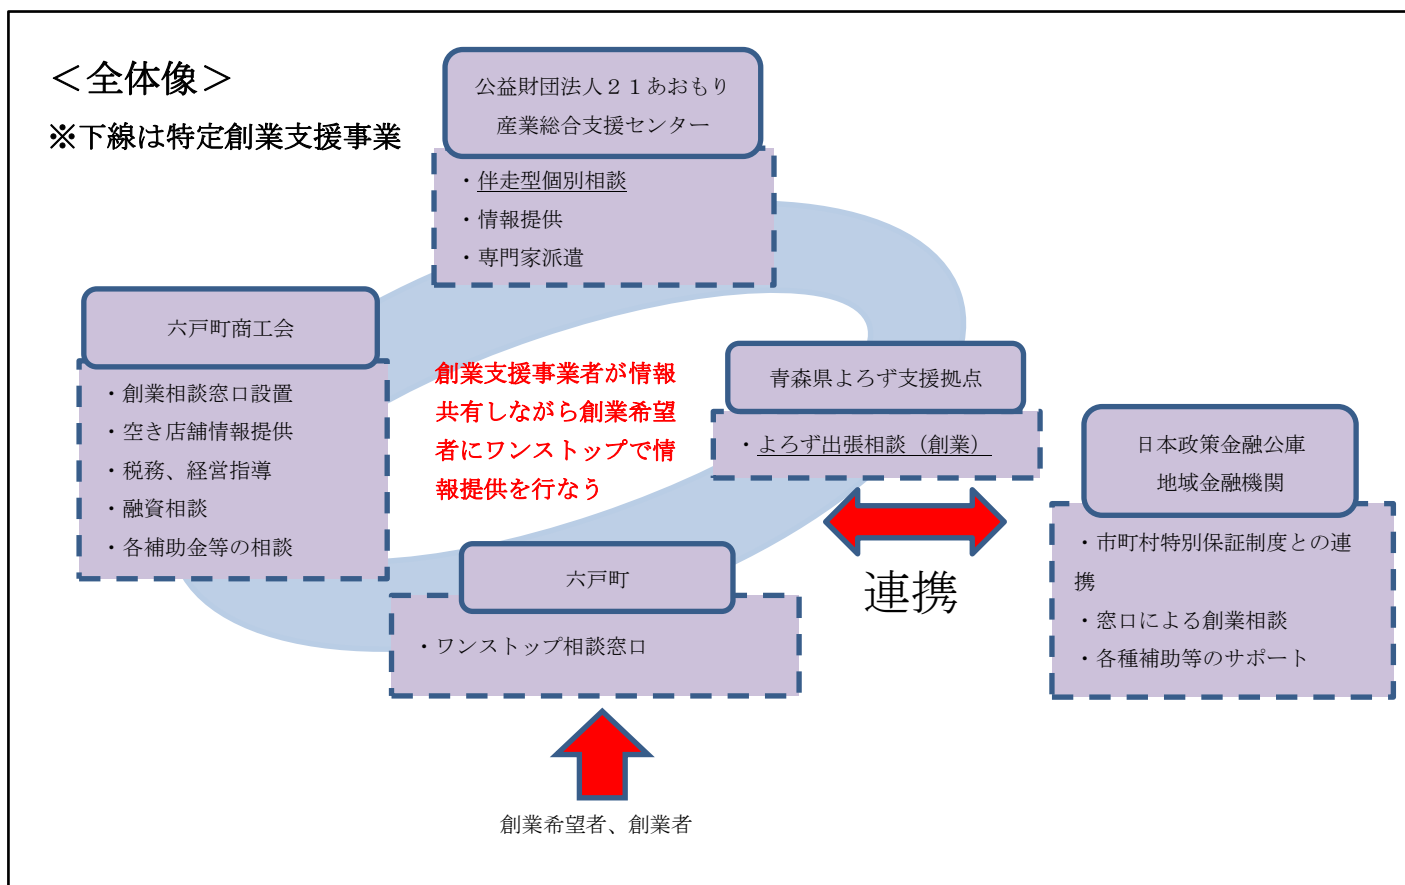 ＜全体像＞
※下線は特定創業支援事業
公益財団法人２１あおもり
産業総合支援センター
・伴走型個別相談
・情報提供
・専門家派遣
六戸町商工会
・創業相談窓口設置
・空き店舗情報提供
・税務、経営指導
・融資相談
・各補助金等の相談
創業支援事業者が情報
共有しながら創業希望
者にワンストップで情
報提供を行なう
青森県よろず支援拠点
・よろず出張相談（創業）
日本政策金融公庫
地域金融機関
・市町村特別保証制度との連
携
・窓口による創業相談
・各種補助等のサポート
連携
六戸町
・ワンストップ相談窓口
創業希望者、創業者